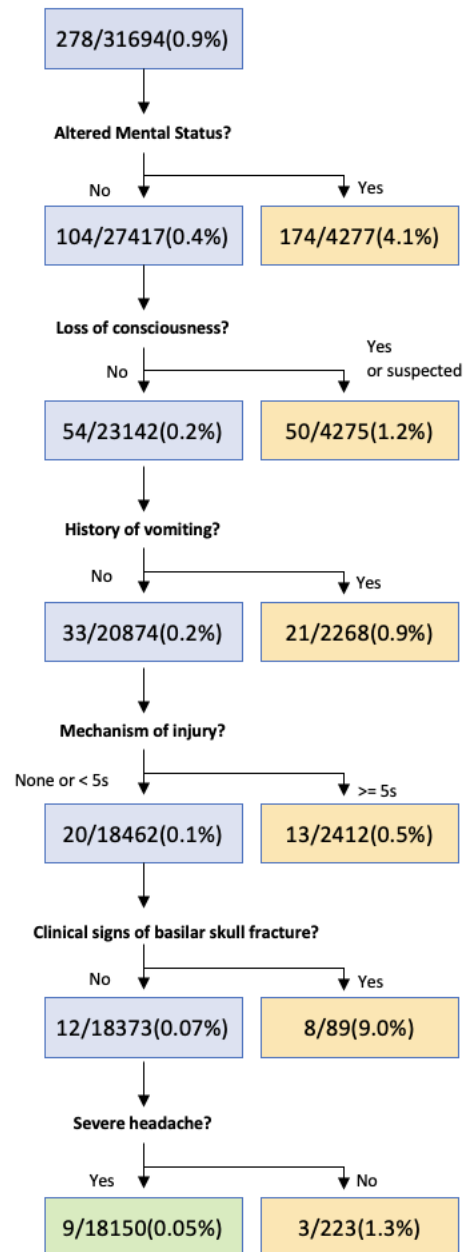 278/31694(0.9%)
Altered Mental Status?
No
Yes
104/27417(0.4%)
174/4277(4.1%)
Loss of consciousness?
No
Yes
or suspected
54/23142(0.2%)
50/4275(1.2%)
History of vomiting?
No
Yes
33/20874(0.2%)
21/2268(0.9%)
Mechanism of injury?
None or < 5s
>= 5s
20/18462(0.1%)
13/2412(0.5%)
Clinical signs of basilar skull fracture?
No
Yes
12/18373(0.07%)
8/89(9.0%)
Severe headache?
Yes
No
9/18150(0.05%)
3/223(1.3%)